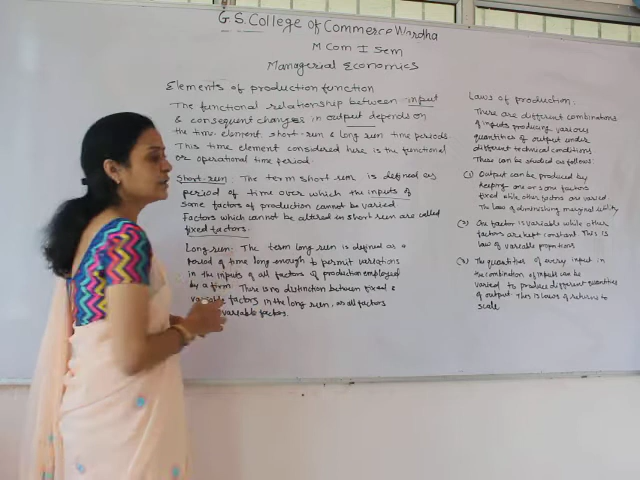 G S College of Commerce Wardha
M Com I Sem
Managerial Economics
Elements of production function
The functional relationship between input
& consequent changes in output depends on
the time element, short-run & long run time periods.
This time element considered here is the functional
or operational time period.
Short-run: The term short run is defined as
period of time over which the inputs of
some factors of production cannot be varied
Factors which cannot be altered in short run are called
fixed factors.
Long run: The term long run is defined as a
period of time long enough to permit variations
in the inputs of all factors of production employed
by a firm. There is no distinction between fixed &
variable factors in the long run, as all factors
variable factors.
Laws of production:
There are different combinations
of inputs producing various
quantities of output under
different technical conditions
These can be studied as follows:
(1) Output can be produced by
keeping one or some factors
fixed while other factors are varied
The law of diminishing marginal
(2) One factor is variable while other
factors are kept constant. This is
law of variable proportions
(3) The quantities of every input in
the combination of inputs can be
varied to produce different quantities
of output. This is laws of returns to
scale